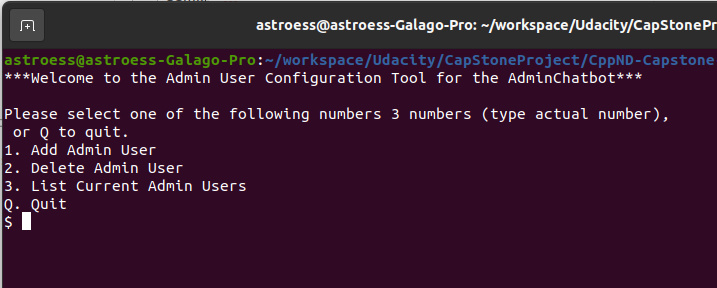 astroess@astroess-Galago-Pro: ~/workspace/Udacity/CapStonePr
astroess@astroess-Galago-Pro:~/workspace/Udacity/CapStoneProject/CppND-Capstone
***Welcome to the Admin User Configuration Tool for the AdminChatbot***
Please select one of the following numbers 3 numbers (type actual number),
or Q to quit.
1. Add Admin User
2. Delete Admin User
3. List Current Admin Users
Q. Quit
$